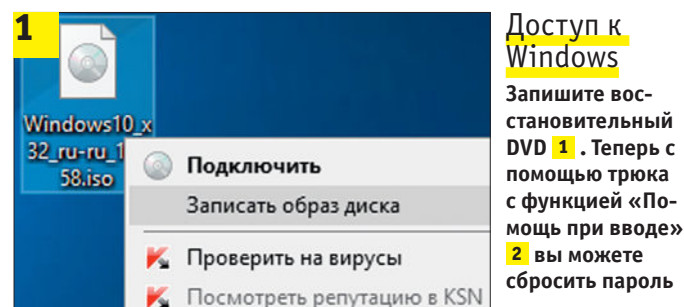 1
Windows10_x
32_ru-ru_1
58.iso
Подключить
Записать образ диска
Проверить на вирусы
Посмотреть репутацию в KSN
Доступ к
Windows
Запишите вос-
становительный
DVD 1 . Теперь с
помощью трюка
с функцией «По-
мощь при вводе»
2 вы можете
сбросить пароль